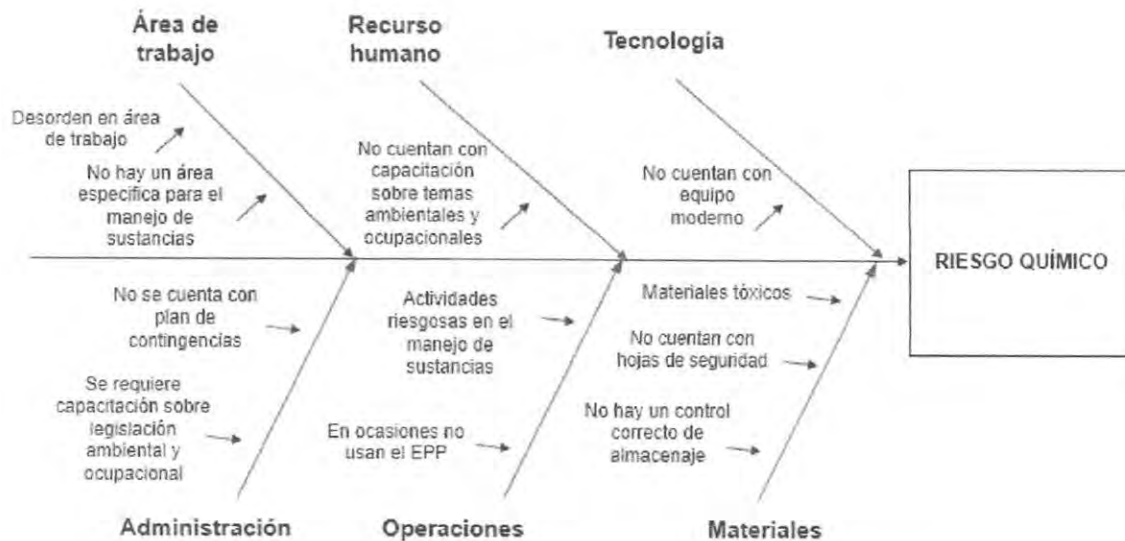 Área de
trabajo
Recurso
humano
Tecnología
Desorden en área
de trabajo
No hay un área
especifica para el
manejo de
sustancias
No cuentan con
capacitación
sobre temas
ambientales y
ocupacionales
No cuentan con
equipo
moderno
RIESGO QUÍMICO
No se cuenta con
plan de
contingencias
Se requiere
capacitación sobre
legislación
ambiental y
ocupacional
Actividades
riesgosas en el
manejo de
sustancias
En ocasiones no
usan el EPP
Materiales tóxicos
No cuentan con
hojas de seguridad
No hay un control
correcto de
almacenaje
Administración
Operaciones
Materiales